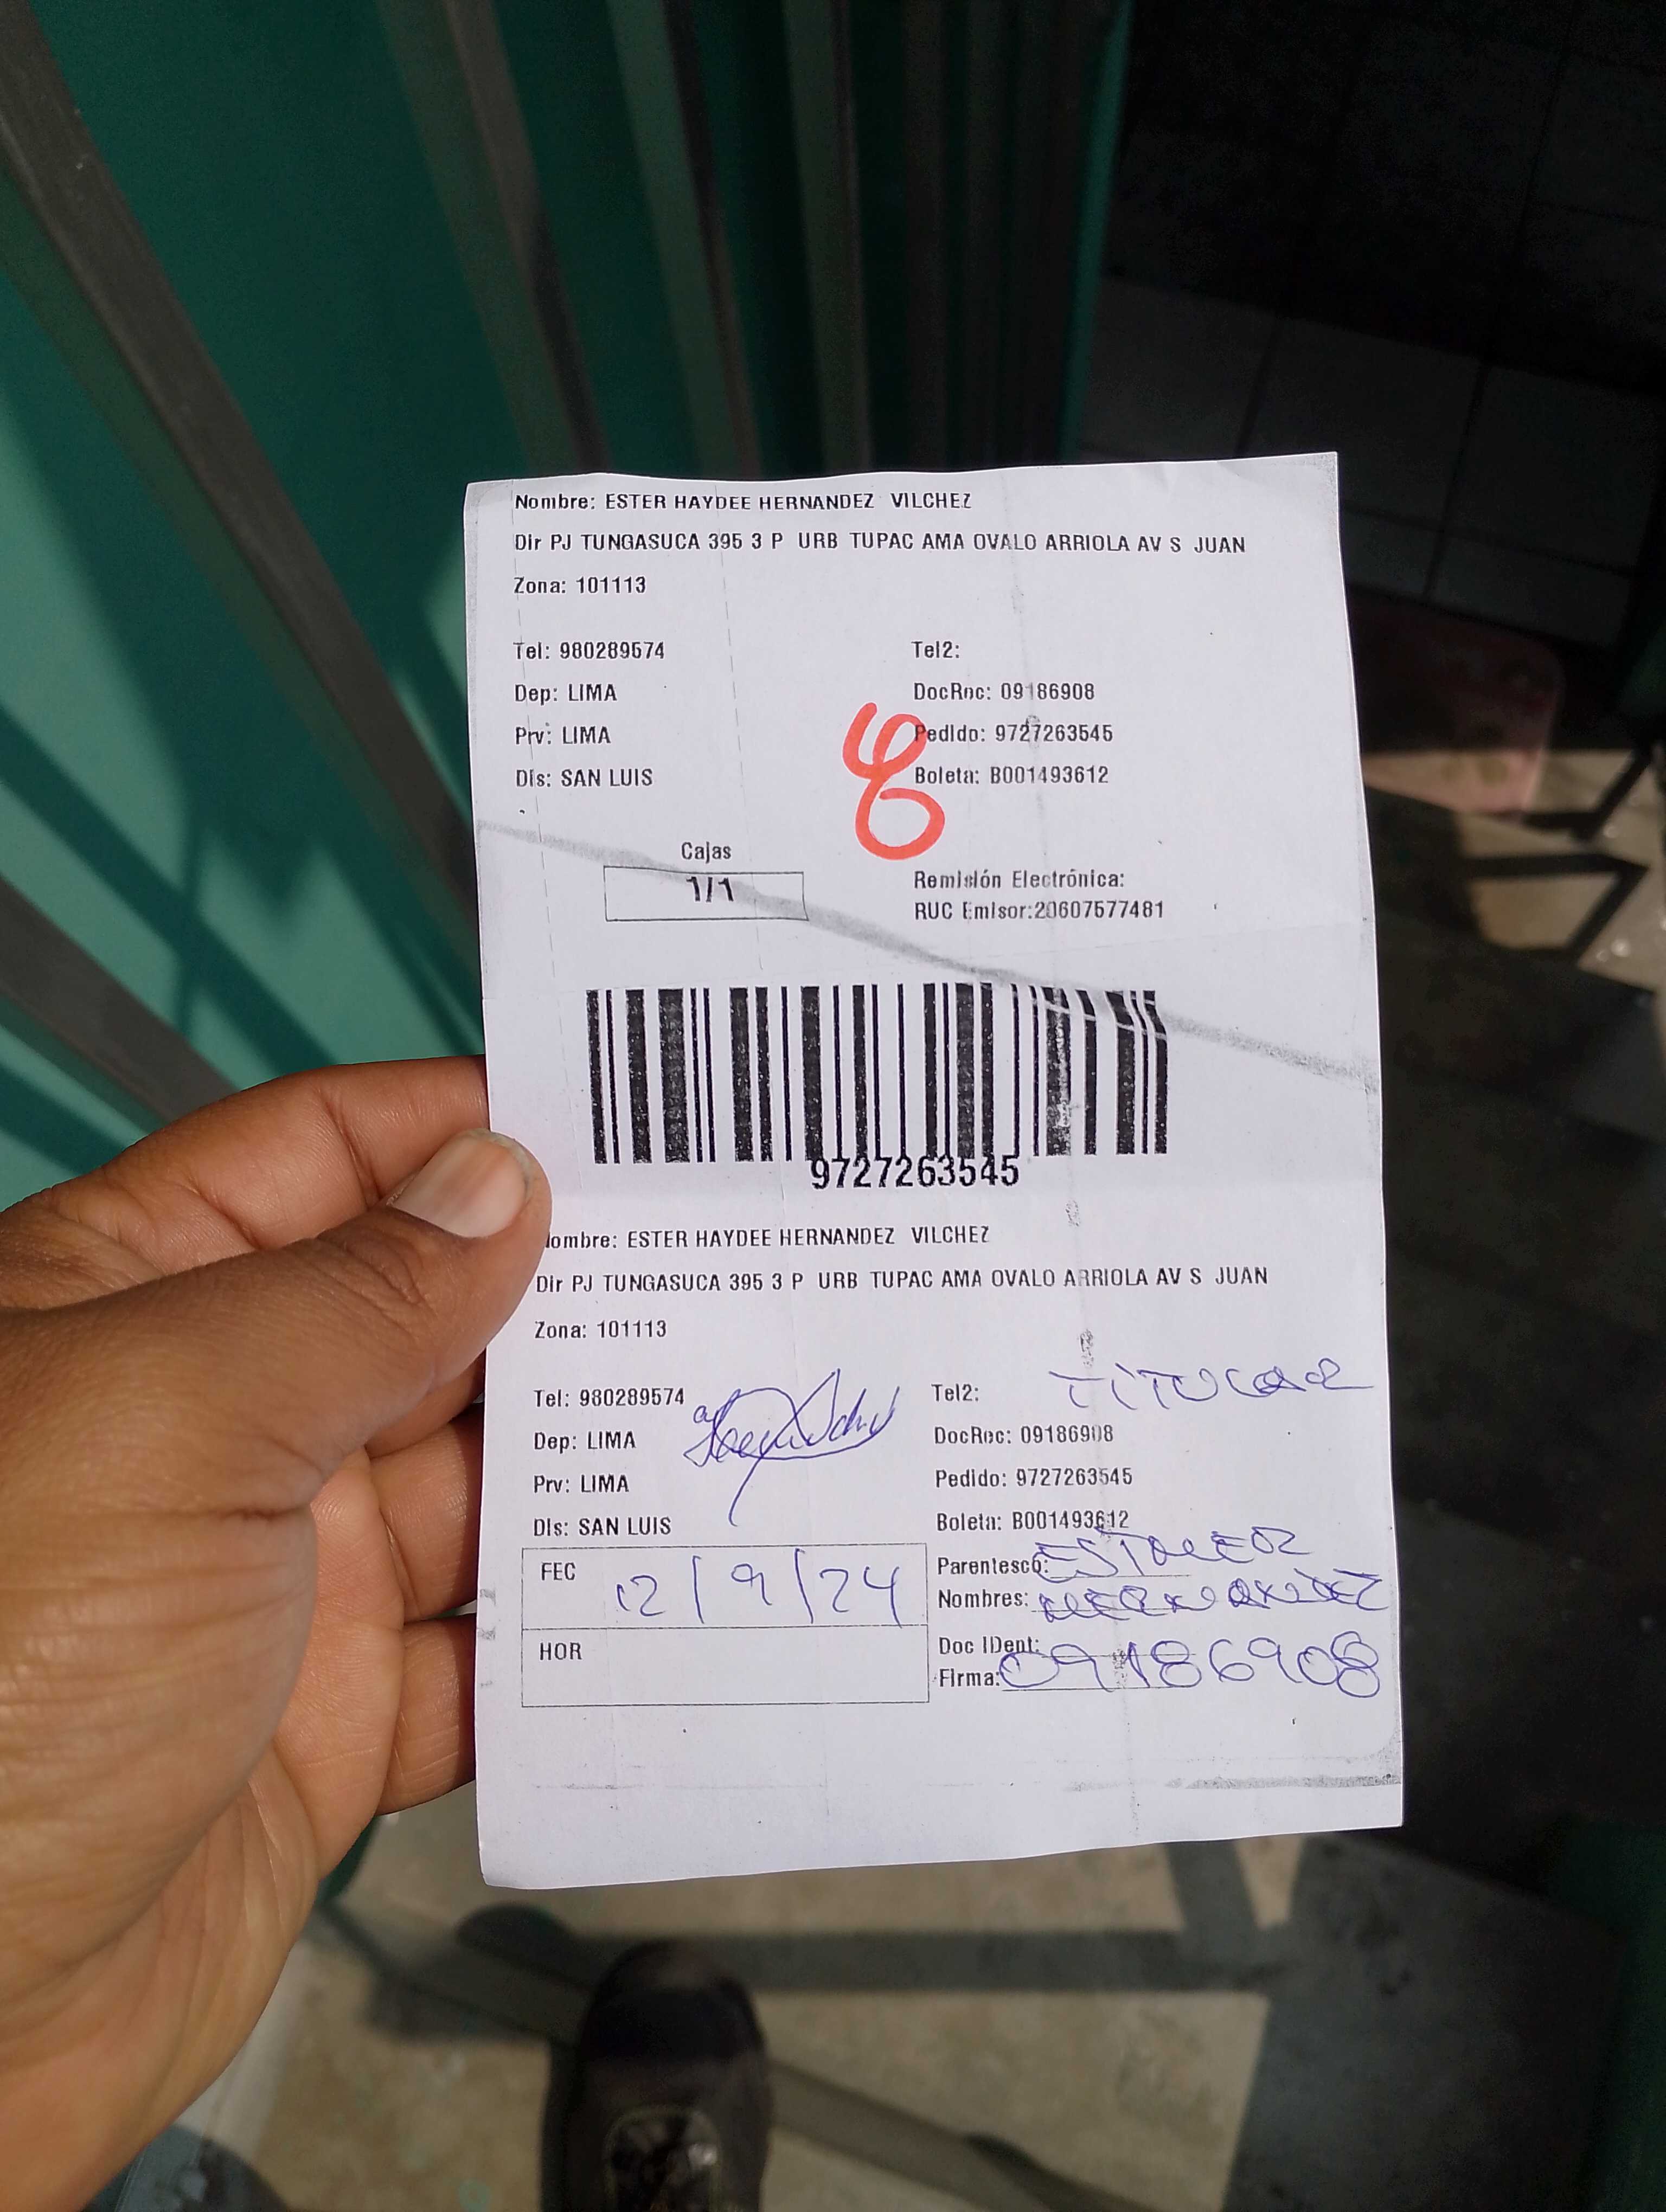 Nombre: ESTER HAYDEE HERNANDEZ VILCHEZ
Dir PJ TUNGASUCA 395 3 P URB TUPAC AMA OVALO ARRIOLA AV S JUAN
Zona: 101113
Tel: 980289574 Tel2:
Dep: LIMA DocRec: 09186908
Prv: LIMA Pedido: 9727263545
Dis: SAN LUIS Boleta: B001493612
Cajas
1/1
Remisión Electrónica:
RUC Emisor:20607577481
9727263545
ombre: ESTER HAYDEE HERNANDEZ VILCHEZ
Dir PJ TUNGASUCA 395 3 P URB TUPAC AMA OVALO ARRIOLA AV S JUAN
Zona: 101113
Tel: 980289574 Tel2: TITULAR
Dep: LIMA DocRec: 09186908
Prv: LIMA Pedido: 9727263545
Dis: SAN LUIS Boleta: B001493612
FEC 12/9/24 Parentesco:
Nombres: HERNANDEZ
HOR Doc IDent:
Firma: 09186908